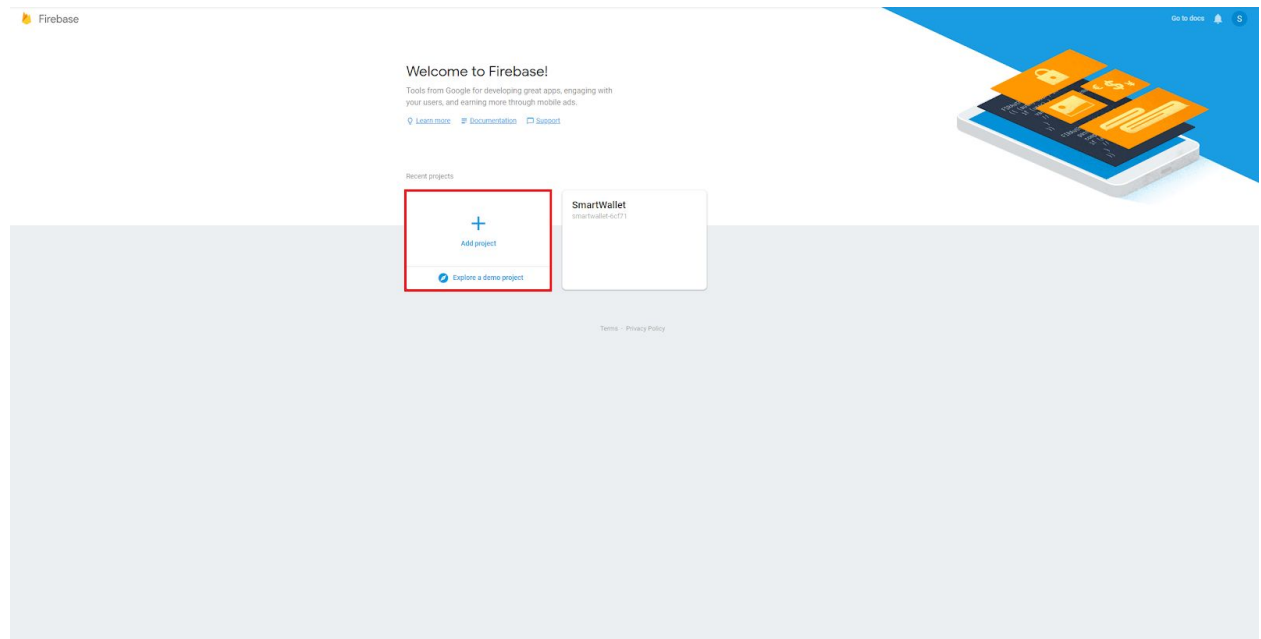 Firebase
Go to docs
S
Welcome to Firebase!
Tools from Google for developing great apps, engaging with
your users, and earning more through mobile ads.
Learn more Documentation Support
Recent projects
Add project
Explore a demo project
SmartWallet
smartwallet-6cf71
Terms · Privacy Policy